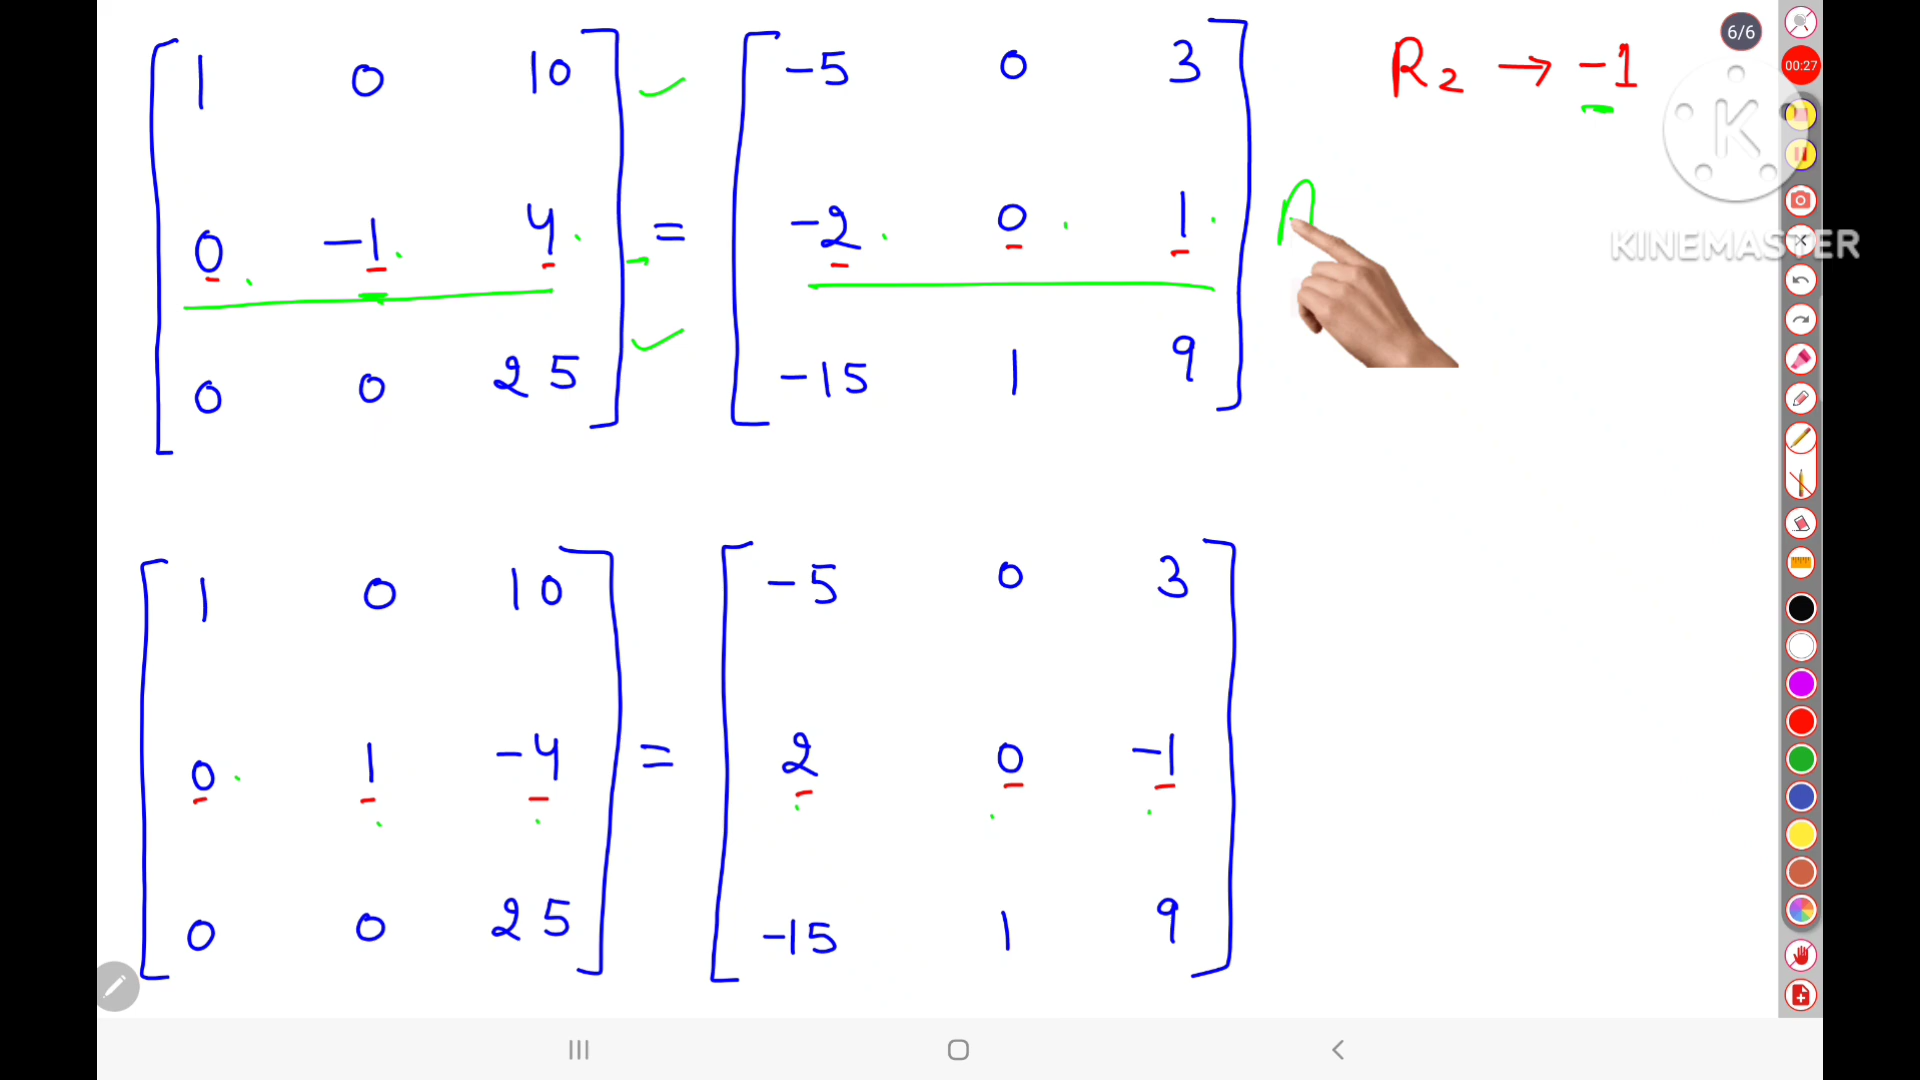 1 0 10 = -5 0 3 R2 → -1
0 -1 4 -2 0 1 A
0 0 25 -15 1 9
1 0 10 = -5 0 3
0 1 -4 2 0 -1
0 0 25 -15 1 9
6/6
00:27
K
KINEMASTER